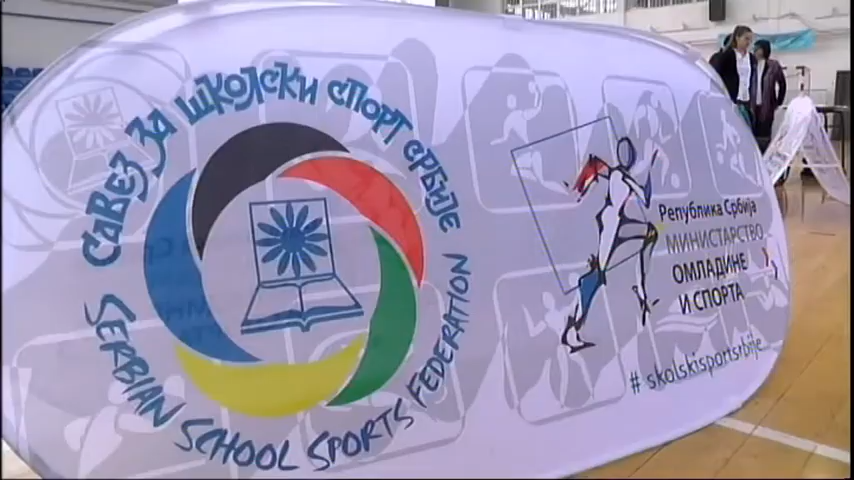 САВЕЗ ЗА ШКОЛСКИ СПОРТ СРБИЈЕ
SERBIAN SCHOOL SPORTS FEDERATION
Република Србија
МИНИСТАРСТВО
ОМЛАДИНЕ
И СПОРТА
# skolskisportsrbije